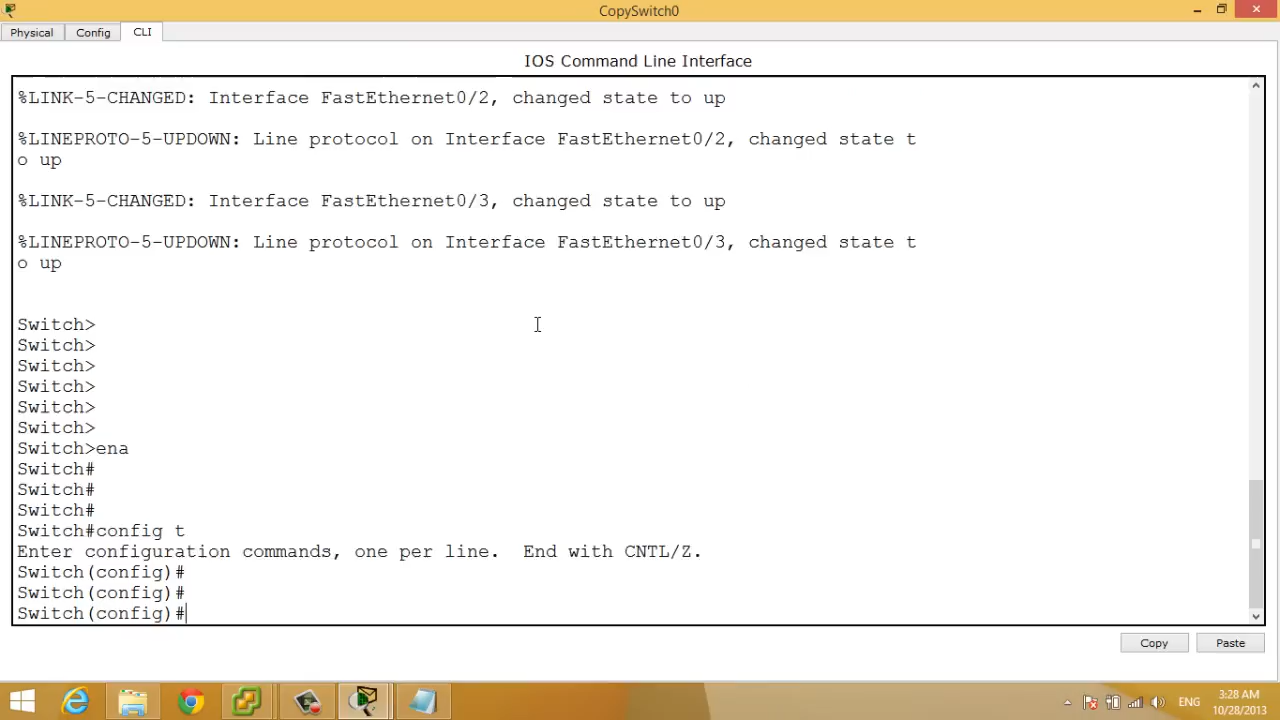 CopySwitch0
Physical
Config
CLI
IOS Command Line Interface
%LINK-5-CHANGED: Interface FastEthernet0/2, changed state to up
%LINEPROTO-5-UPDOWN: Line protocol on Interface FastEthernet0/2, changed state t
o up
%LINK-5-CHANGED: Interface FastEthernet0/3, changed state to up
%LINEPROTO-5-UPDOWN: Line protocol on Interface FastEthernet0/3, changed state t
o up
Switch>
Switch>
Switch>
Switch>
Switch>
Switch>
Switch>ena
Switch#
Switch#
Switch#
Switch#config t
Enter configuration commands, one per line.  End with CNTL/Z.
Switch(config)#
Switch(config)#
Switch(config)#
Copy
Paste
ENG
3:28 AM
10/28/2013